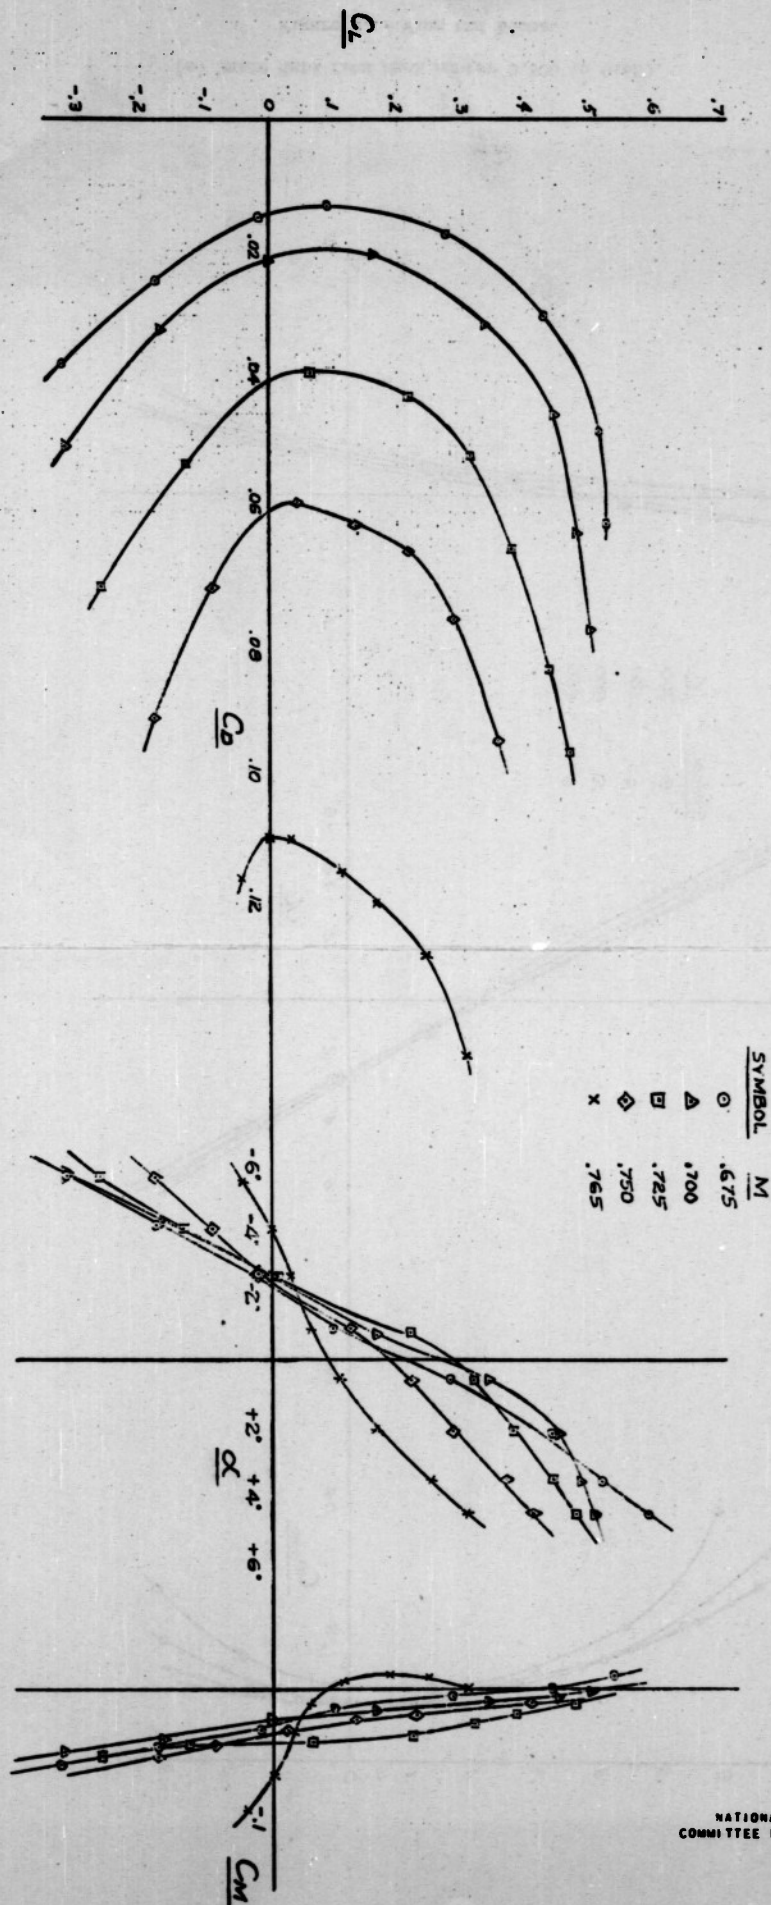 CL
-.3 -.2 -.1 0 .1 .2 .3 .4 .5 .6 .7
.02
.04
.06
.08
CD
.10
.12
SYMBOL M
⊙ .675
△ .700
⊡ .725
◇ .750
× .765
-6°
-4°
-2°
+2°
α
+4°
+6°
-.1
CM
NATIONA
COMMITTEE